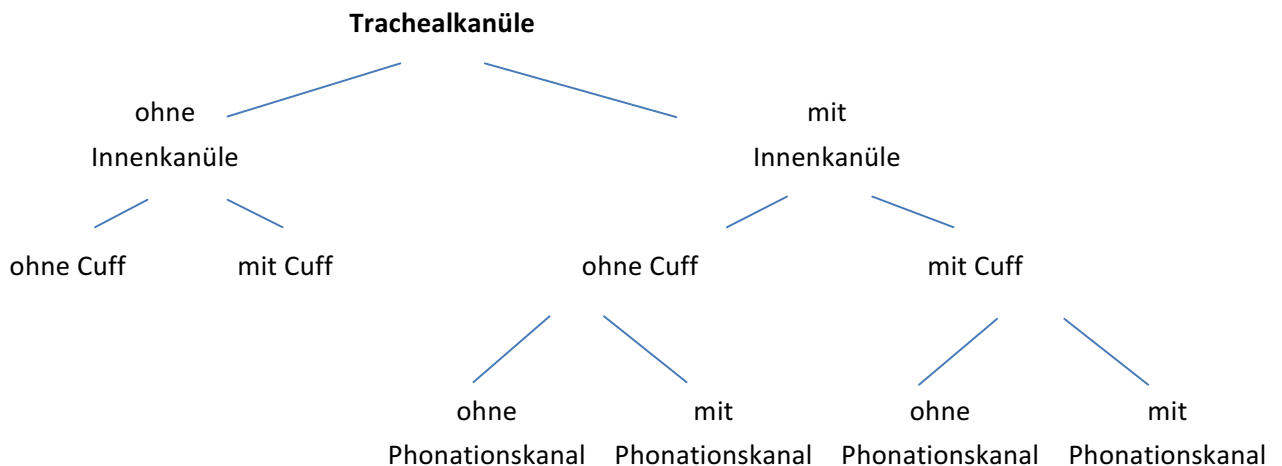 Trachealkanüle
ohne
Innenkanüle
mit
Innenkanüle
ohne Cuff
mit Cuff
ohne Cuff
mit Cuff
ohne
Phonationskanal
mit
Phonationskanal
ohne
Phonationskanal
mit
Phonationskanal